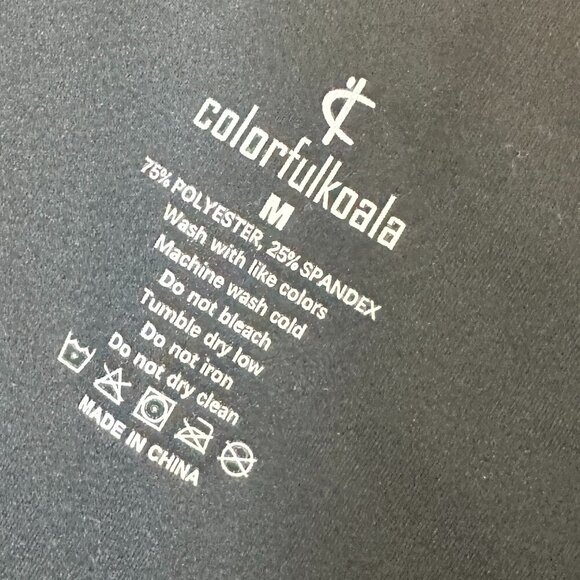 colorfulkoala
M
75% POLYESTER, 25% SPANDEX
Wash with like colors
Machine wash cold
Do not bleach
Tumble dry low
Do not iron
Do not dry clean
MADE IN CHINA